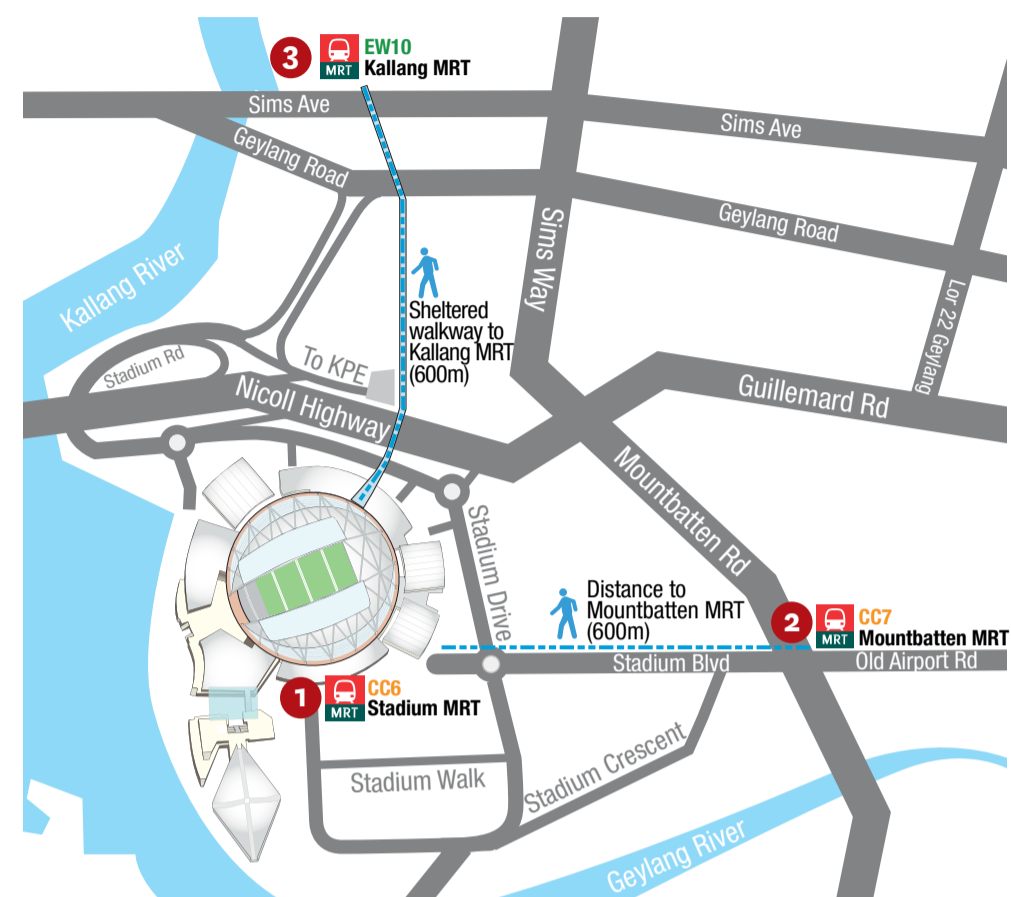 3
MRT
EW10
Kallang MRT
Sims Ave
Sims Ave
Geylang Road
Geylang Road
Sims Way
Kallang River
Sheltered
walkway to
Kallang MRT
(600m)
Lor 22 Geylang
Stadium Rd
To KPE
Nicoll Highway
Guillemard Rd
Mountbatten Rd
Stadium Drive
Distance to
Mountbatten MRT
(600m)
2
MRT
CC7
Mountbatten MRT
Stadium Blvd
Old Airport Rd
1
MRT
CC6
Stadium MRT
Stadium Walk
Stadium Crescent
Geylang River